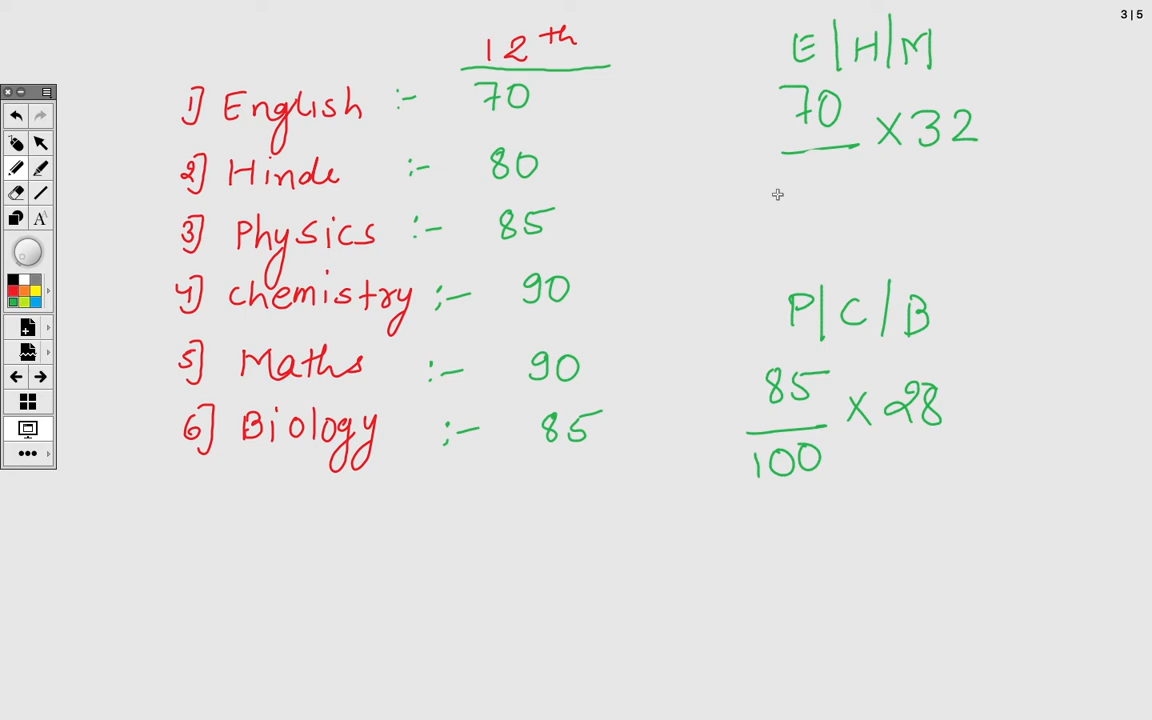 3|5
12th
1) English :- 70
2) Hinde :- 80
3) Physics :- 85
4) chemistry :- 90
5) Maths :- 90
6) Biology :- 85
E|H|M
70 × 32
P|C|B
85
100 × 28
A